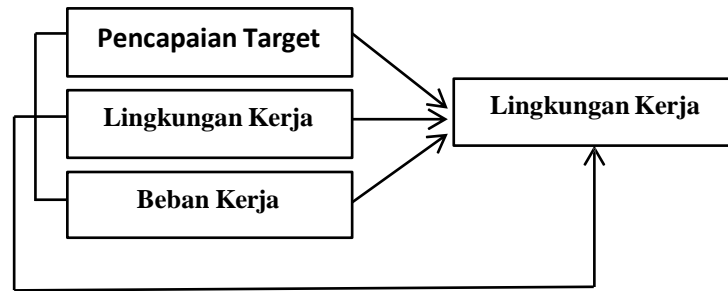 Pencapaian Target
Lingkungan Kerja
Lingkungan Kerja
Beban Kerja